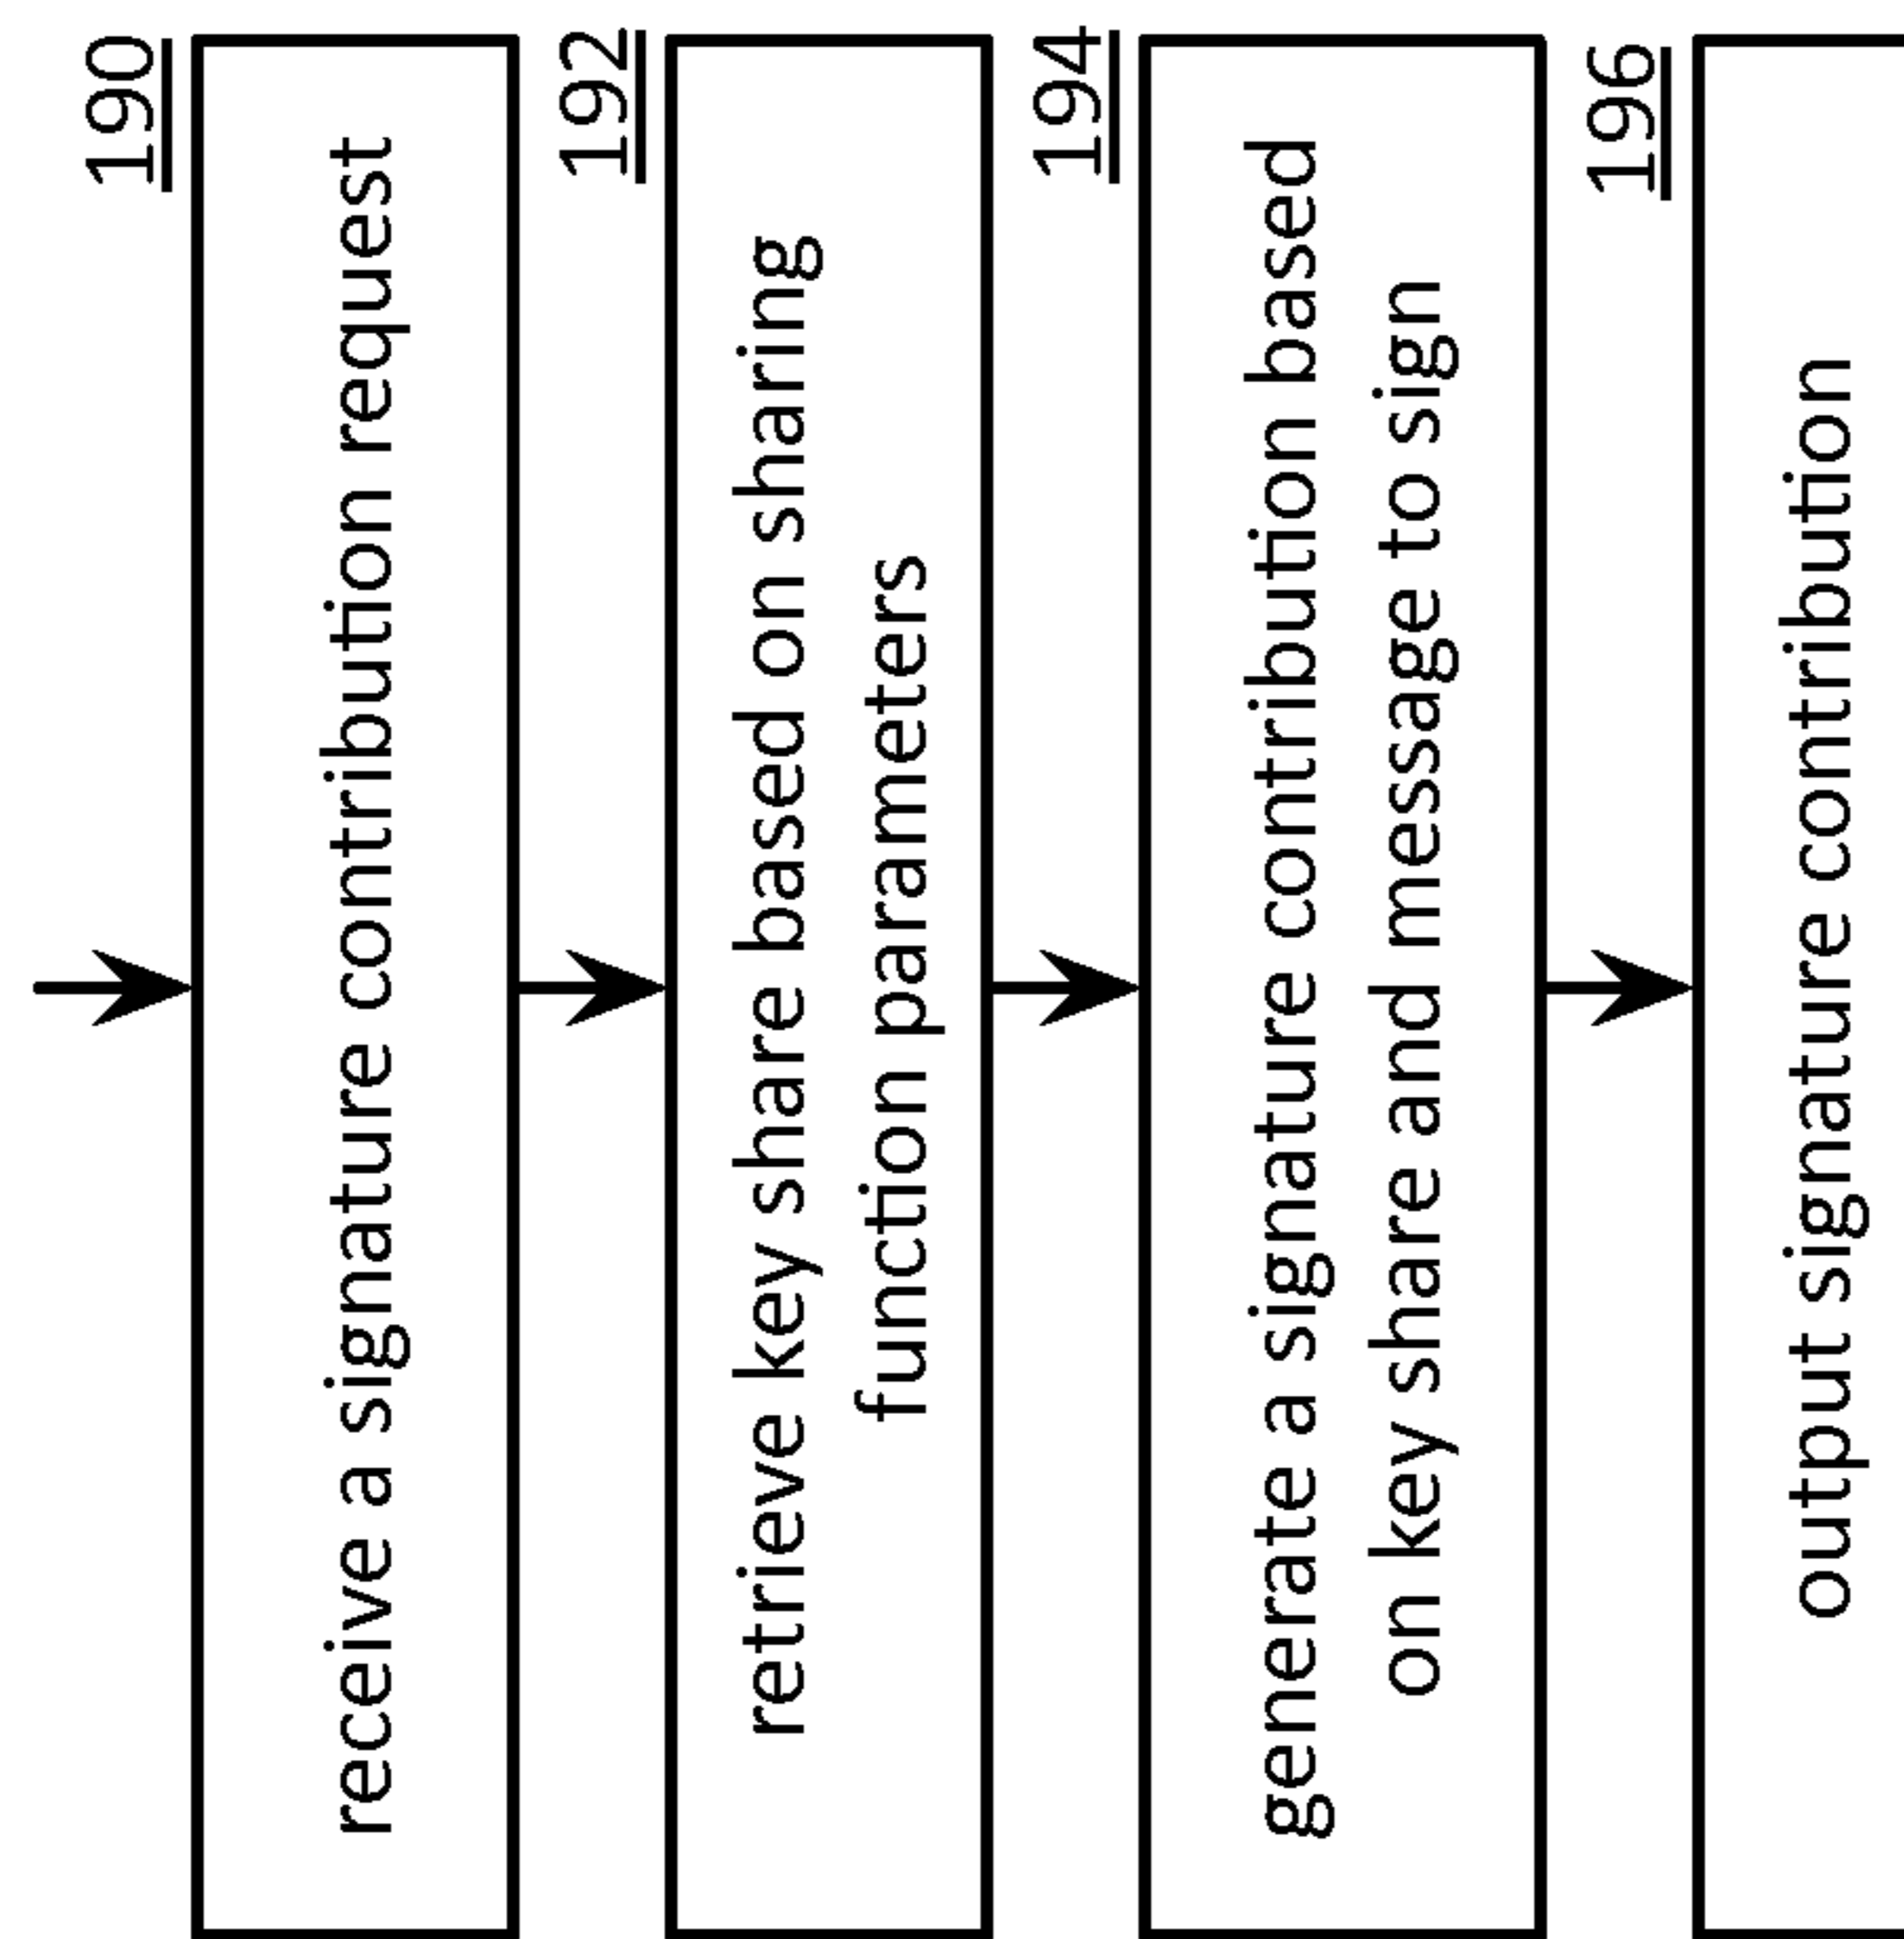 190
receive a signature contribution request
192
retrieve key share based on sharing
function parameters
194
generate a signature contribution based
on key share and message to sign
196
output signature contribution